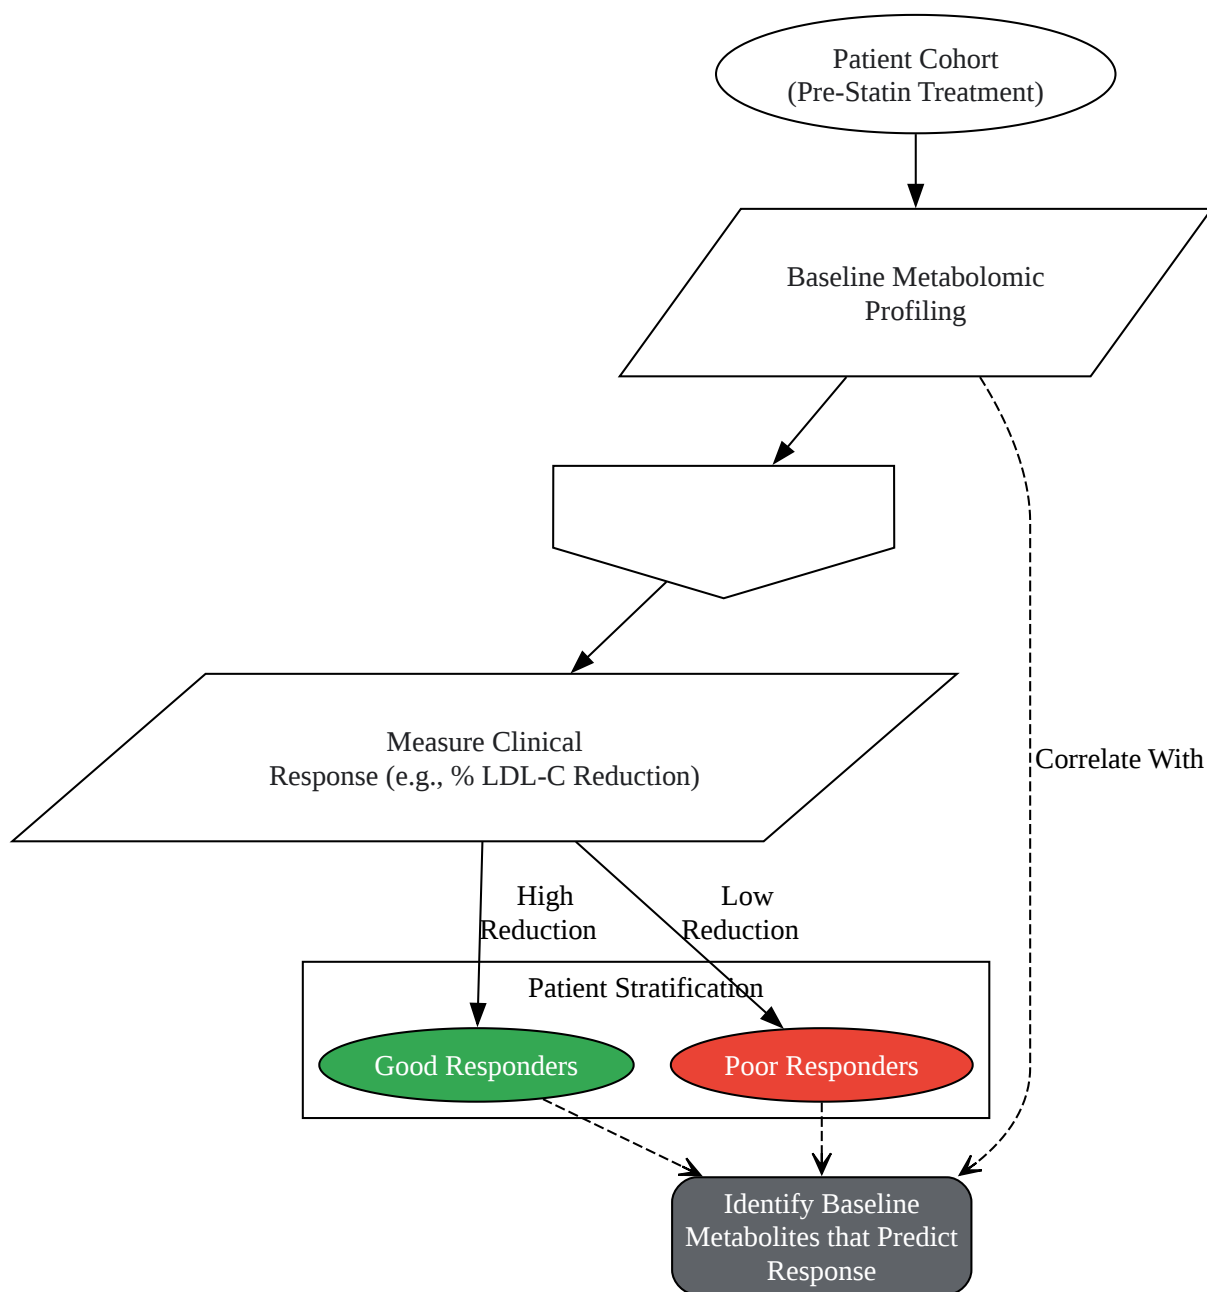 Patient Cohort
(Pre-Statin Treatment)
Baseline Metabolomic
Profiling
Measure Clinical
Response (e.g., % LDL-C Reduction)
Correlate With
High
Reduction
Low
Reduction
Patient Stratification
Good Responders
Poor Responders
Identify Baseline
Metabolites that Predict
Response